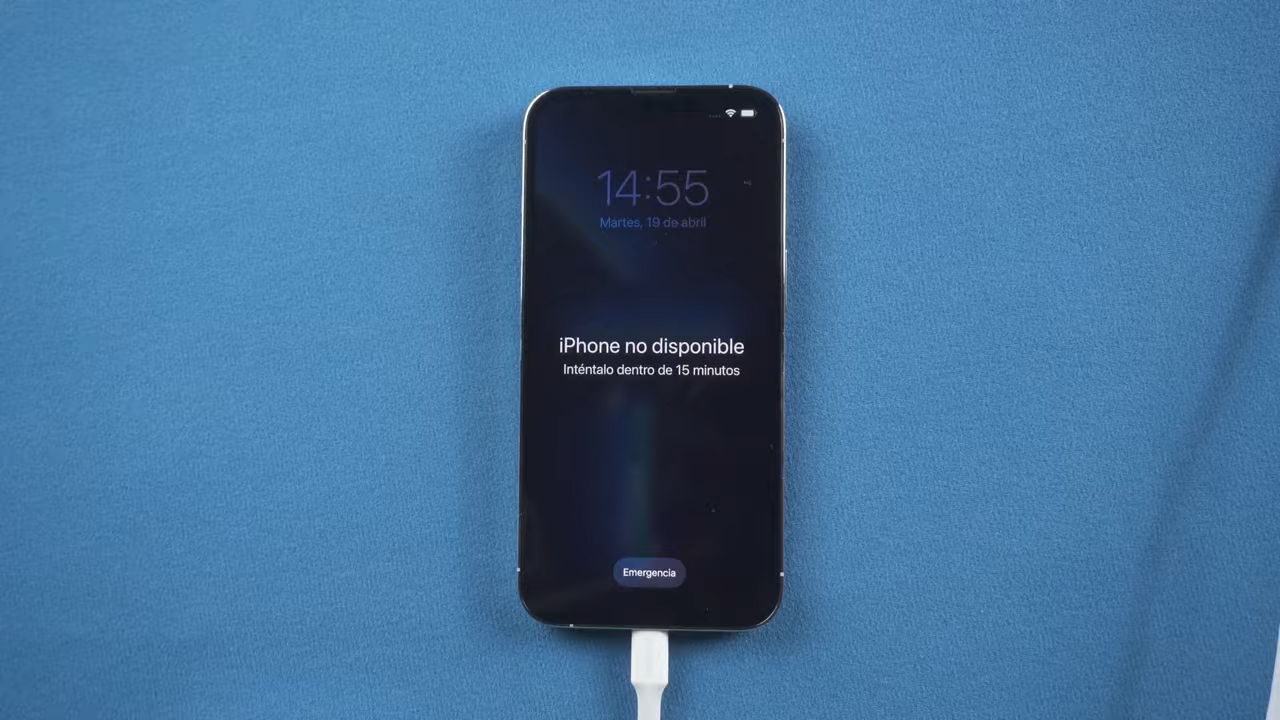 14:55
Martes, 19 de abril
iPhone no disponible
Inténtalo dentro de 15 minutos
Emergencia